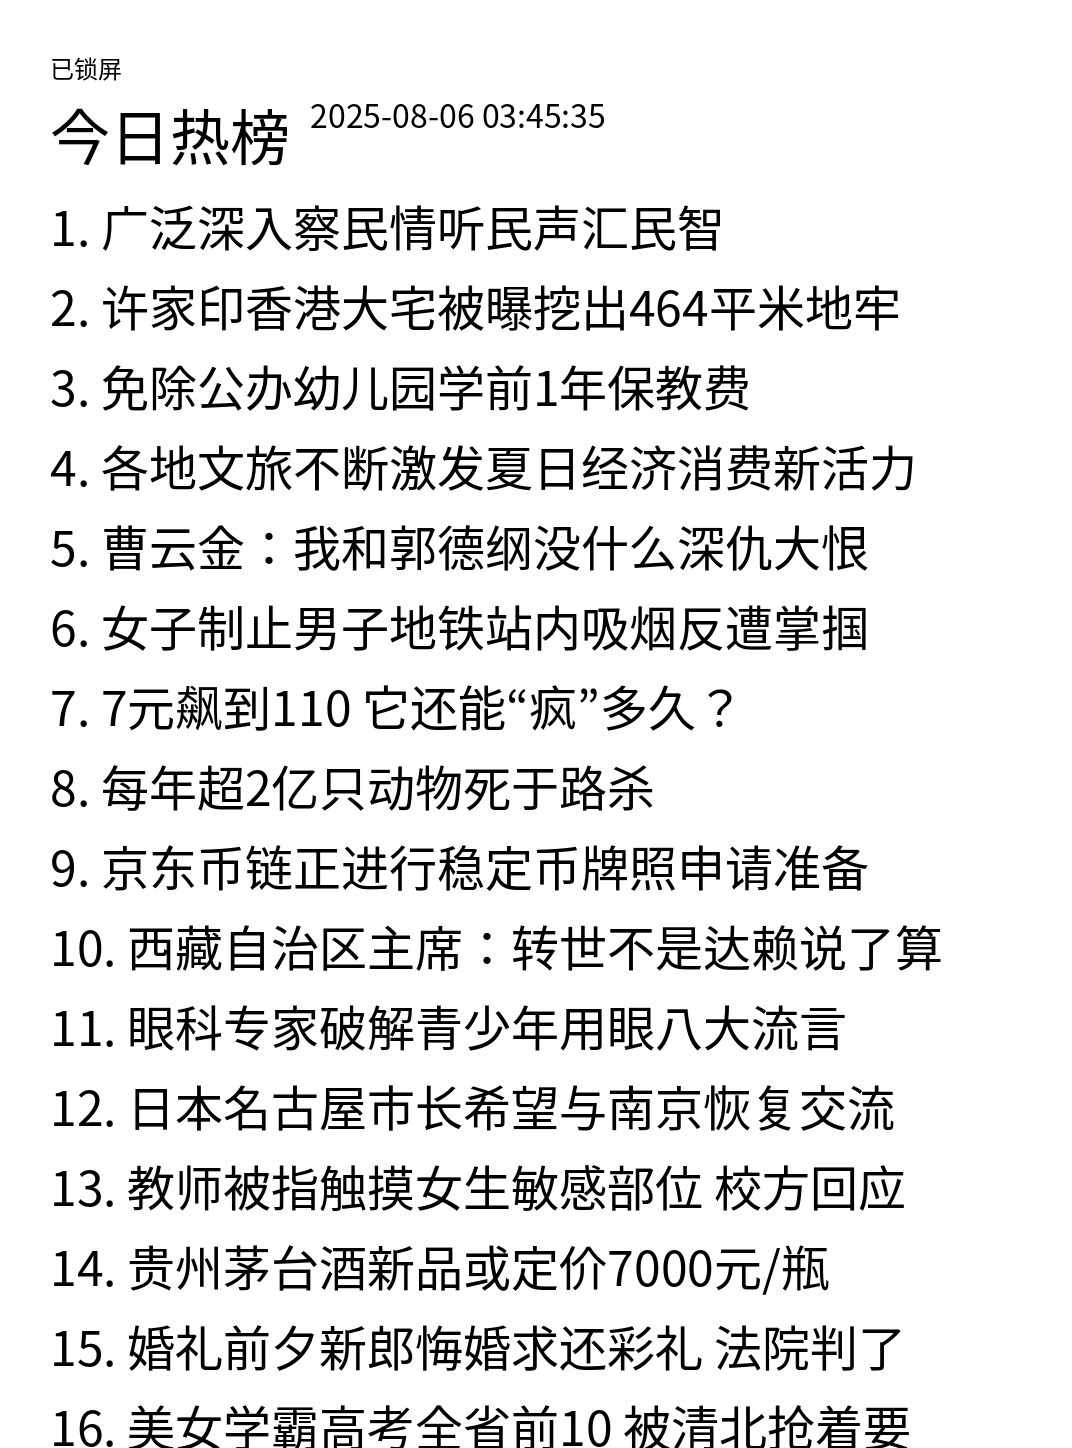 已锁屏
今日热榜 2025-08-06 03:45:35
1. 广泛深入察民情听民声汇民智
2. 许家印香港大宅被曝挖出464平米地牢
3. 免除公办幼儿园学前1年保教费
4. 各地文旅不断激发夏日经济消费新活力
5. 曹云金：我和郭德纲没什么深仇大恨
6. 女子制止男子地铁站内吸烟反遭掌掴
7. 7元飙到110 它还能“疯”多久？
8. 每年超2亿只动物死于路杀
9. 京东币链正进行稳定币牌照申请准备
10. 西藏自治区主席：转世不是达赖说了算
11. 眼科专家破解青少年用眼八大流言
12. 日本名古屋市长希望与南京恢复交流
13. 教师被指触摸女生敏感部位 校方回应
14. 贵州茅台酒新品或定价7000元/瓶
15. 婚礼前夕新郎悔婚求还彩礼 法院判了
16. 美女学霸高考全省前10 被清北抢着要